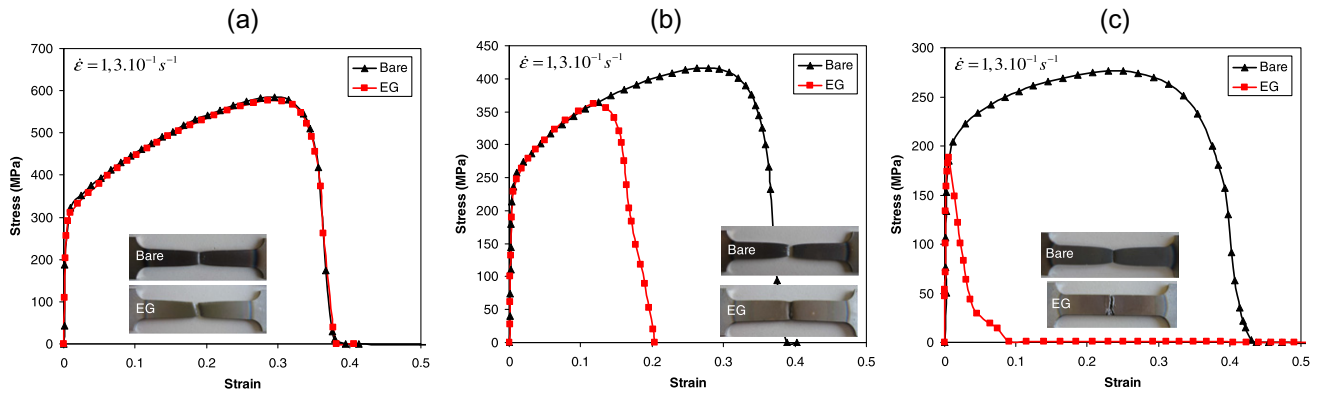 (a)
700
600
500
400
300
200
100
0
Stress (MPa)
ε̇ = 1,3.10⁻¹ s⁻¹
Bare
EG
Bare
EG
0
0.1
0.2
0.3
0.4
0.5
Strain
(b)
450
400
350
300
250
200
150
100
50
0
Stress (MPa)
ε̇ = 1,3.10⁻¹ s⁻¹
Bare
EG
Bare
EG
0
0.1
0.2
0.3
0.4
0.5
Strain
(c)
300
250
200
150
100
50
0
Stress (MPa)
ε̇ = 1,3.10⁻¹ s⁻¹
Bare
EG
Bare
EG
0
0.1
0.2
0.3
0.4
0.5
Strain